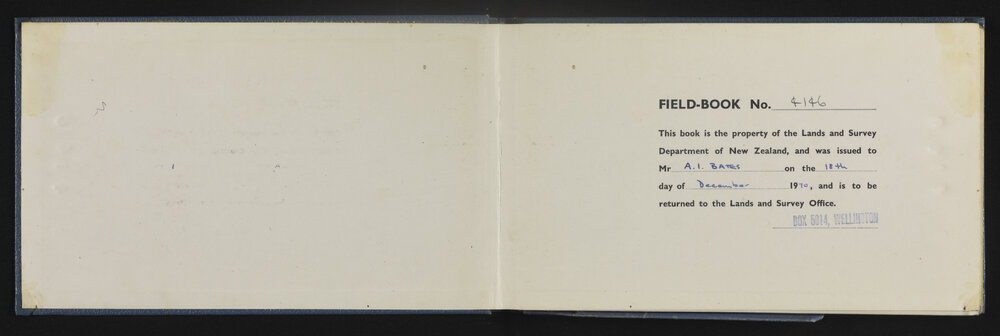 FIELD-BOOK No. 4146
This book is the property of the Lands and Survey
Department of New Zealand, and was issued to
Mr A. I. BATES on the 18th
day of December 1970, and is to be
returned to the Lands and Survey Office.
BOX 5014, WELLINGTON